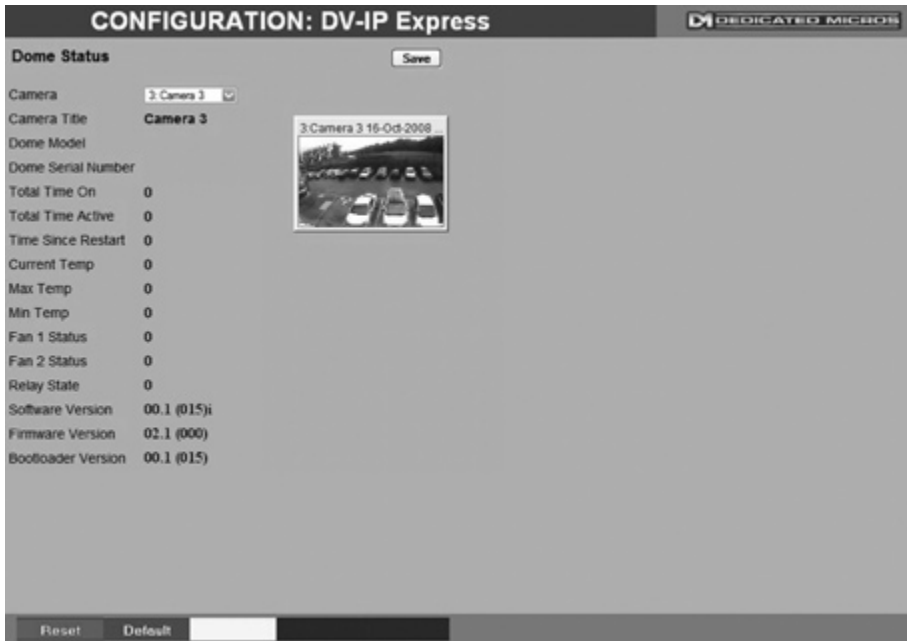 CONFIGURATION: DV-IP Express
DEDICATED MICROS
Dome Status
Save
Camera 3: Camera 3
Camera Title Camera 3
Dome Model
Dome Serial Number
Total Time On 0
Total Time Active 0
Time Since Restart 0
Current Temp 0
Max Temp 0
Min Temp 0
Fan 1 Status 0
Fan 2 Status 0
Relay State 0
Software Version 00.1 (015)i
Firmware Version 02.1 (000)
Bootloader Version 00.1 (015)
3:Camera 3 16-Oct-2008 ...
Reset Default